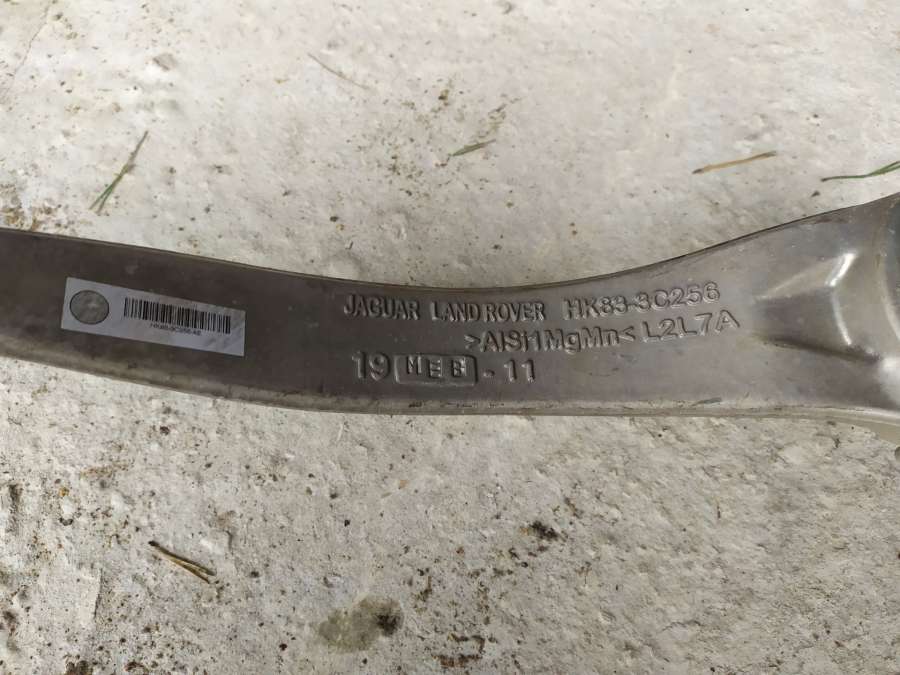 JAGUAR LAND ROVER HK83-3C256
>AlSi1MgMn< L2L7A
19 MEB - 11